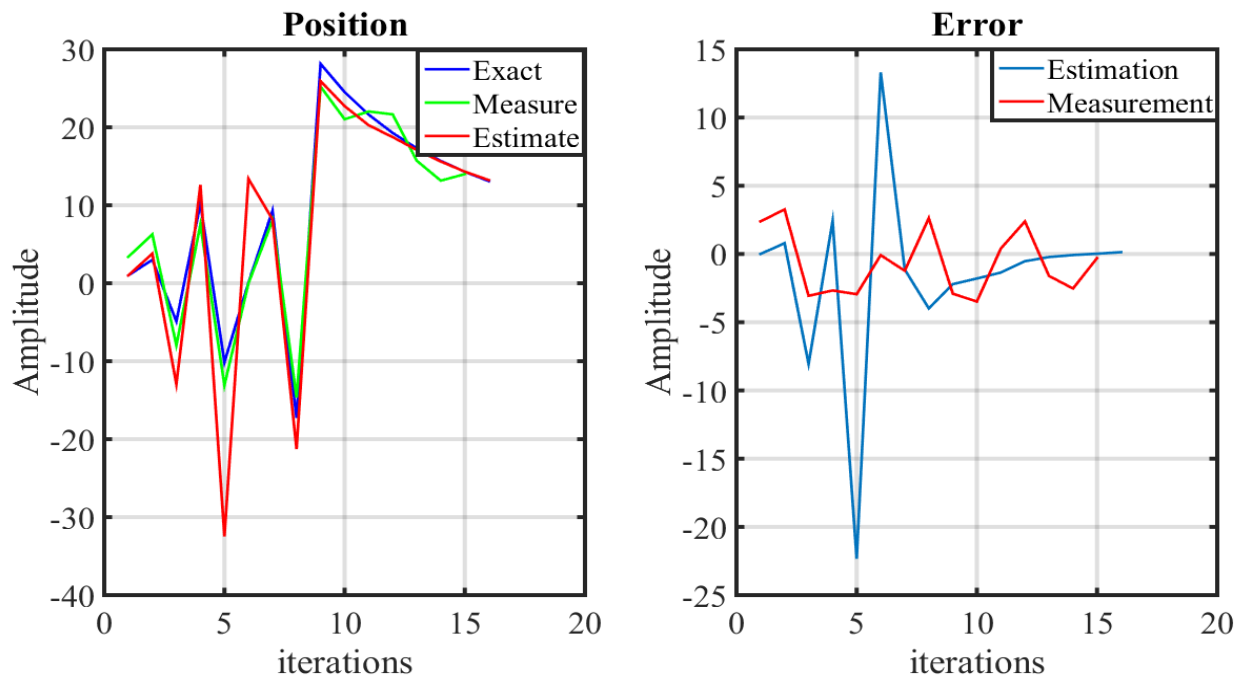 Position
30
20
10
0
-10
-20
-30
-40
Amplitude
0
5
10
15
20
iterations
Exact
Measure
Estimate
Error
15
10
5
0
-5
-10
-15
-20
-25
Amplitude
0
5
10
15
20
iterations
Estimation
Measurement